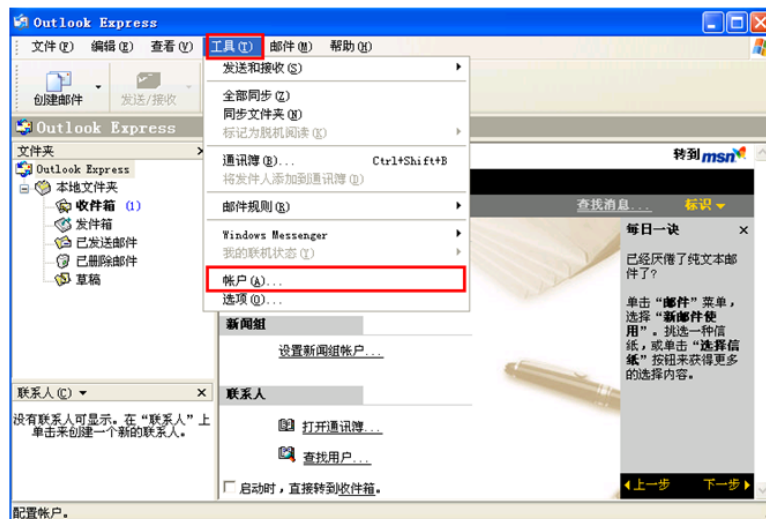 Outlook Express
文件(F) 编辑(E) 查看(V) 工具(T) 邮件(M) 帮助(H)
创建邮件 发送/接收
发送和接收(S)
全部同步(Z)
同步文件夹(N)
标记为脱机阅读(K)
通讯簿(B)... Ctrl+Shift+B
将发件人添加到通讯簿(D)
邮件规则(R)
Windows Messenger
我的联机状态(Y)
帐户(A)...
选项(O)...
Outlook Express
文件夹 ×
Outlook Express
本地文件夹
收件箱 (1)
发件箱
已发送邮件
已删除邮件
草稿
转到 msn
查找消息... 标识
新闻组
设置新闻组帐户...
联系人
打开通讯簿...
查找用户...
启动时，直接转到收件箱。
每日一诀 ×
已经厌倦了纯文本邮
件了?
单击“邮件”菜单，
选择“新邮件使
用”。挑选一种信
纸，或单击“选择信
纸”按钮来获得更多
的选择内容。
上一步 下一步
联系人(C) ×
没有联系人可显示。在“联系人”上
单击来创建一个新的联系人。
配置帐户。